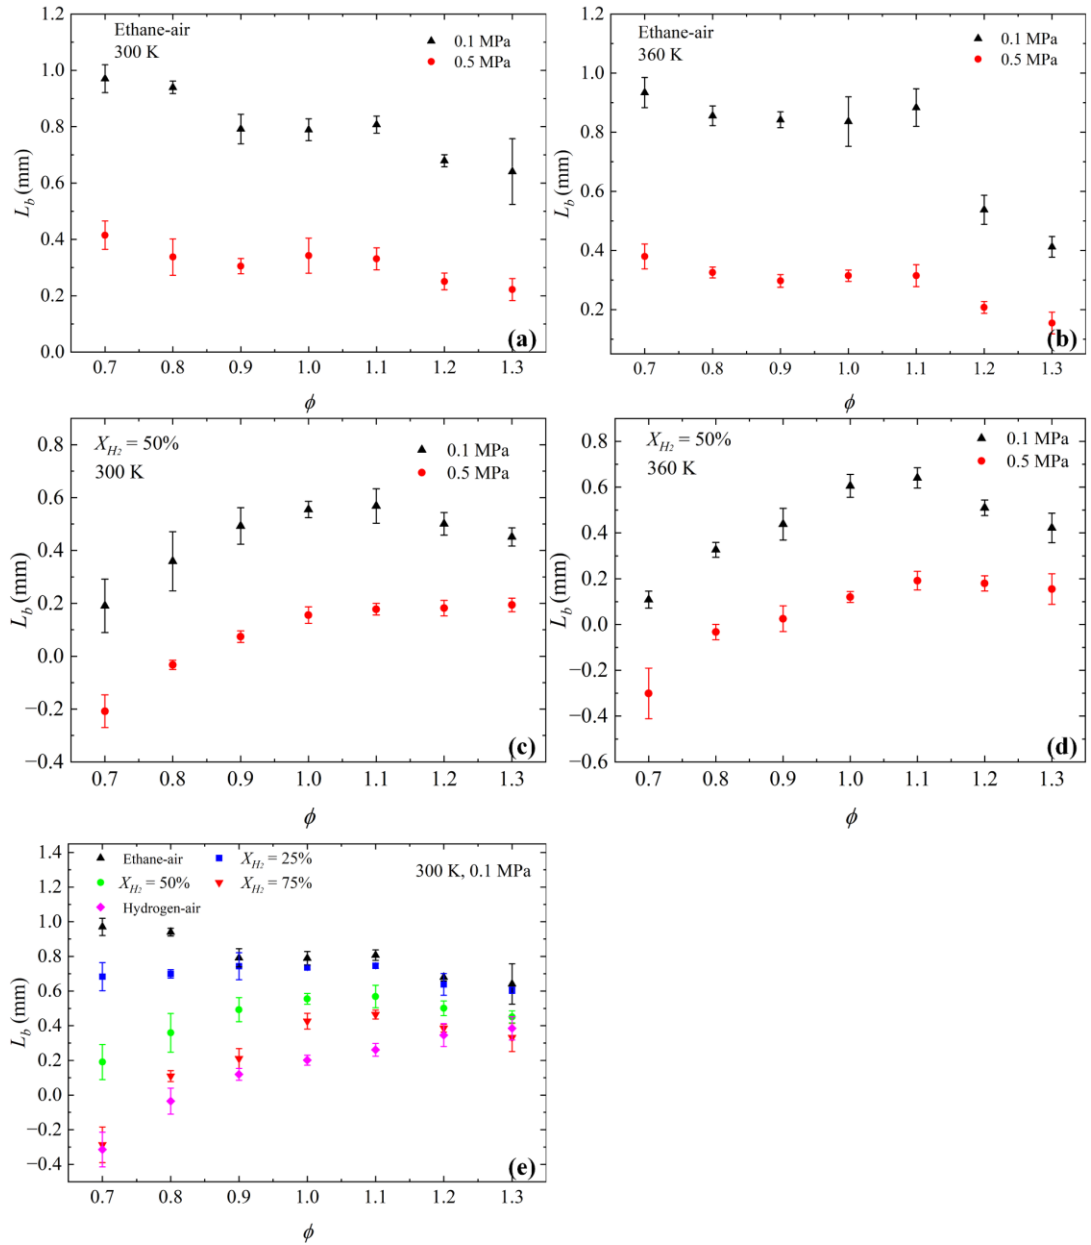 Ethane-air
300 K
0.1 MPa
0.5 MPa
1.2
1.0
0.8
0.6
0.4
0.2
0.0
L_b (mm)
0.7 0.8 0.9 1.0 1.1 1.2 1.3
ϕ
(a)
Ethane-air
360 K
0.1 MPa
0.5 MPa
1.2
1.0
0.8
0.6
0.4
0.2
L_b (mm)
0.7 0.8 0.9 1.0 1.1 1.2 1.3
ϕ
(b)
X_{H_2} = 50%
300 K
0.1 MPa
0.5 MPa
0.8
0.6
0.4
0.2
0.0
−0.2
−0.4
L_b (mm)
0.7 0.8 0.9 1.0 1.1 1.2 1.3
ϕ
(c)
X_{H_2} = 50%
360 K
0.1 MPa
0.5 MPa
0.8
0.6
0.4
0.2
0.0
−0.2
−0.4
−0.6
L_b (mm)
0.7 0.8 0.9 1.0 1.1 1.2 1.3
ϕ
(d)
Ethane-air X_{H_2} = 25%
X_{H_2} = 50% X_{H_2} = 75%
Hydrogen-air
300 K, 0.1 MPa
1.4
1.2
1.0
0.8
0.6
0.4
0.2
0.0
−0.2
−0.4
L_b (mm)
0.7 0.8 0.9 1.0 1.1 1.2 1.3
ϕ
(e)